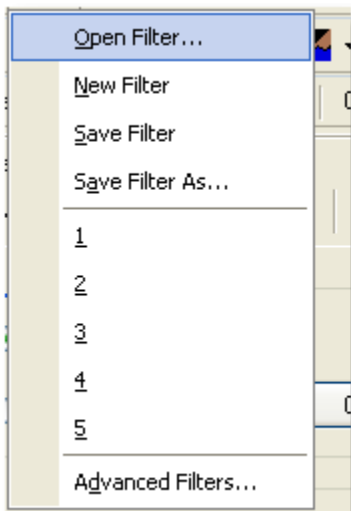 Open Filter...
New Filter
Save Filter
Save Filter As...
1
2
3
4
5
Advanced Filters...